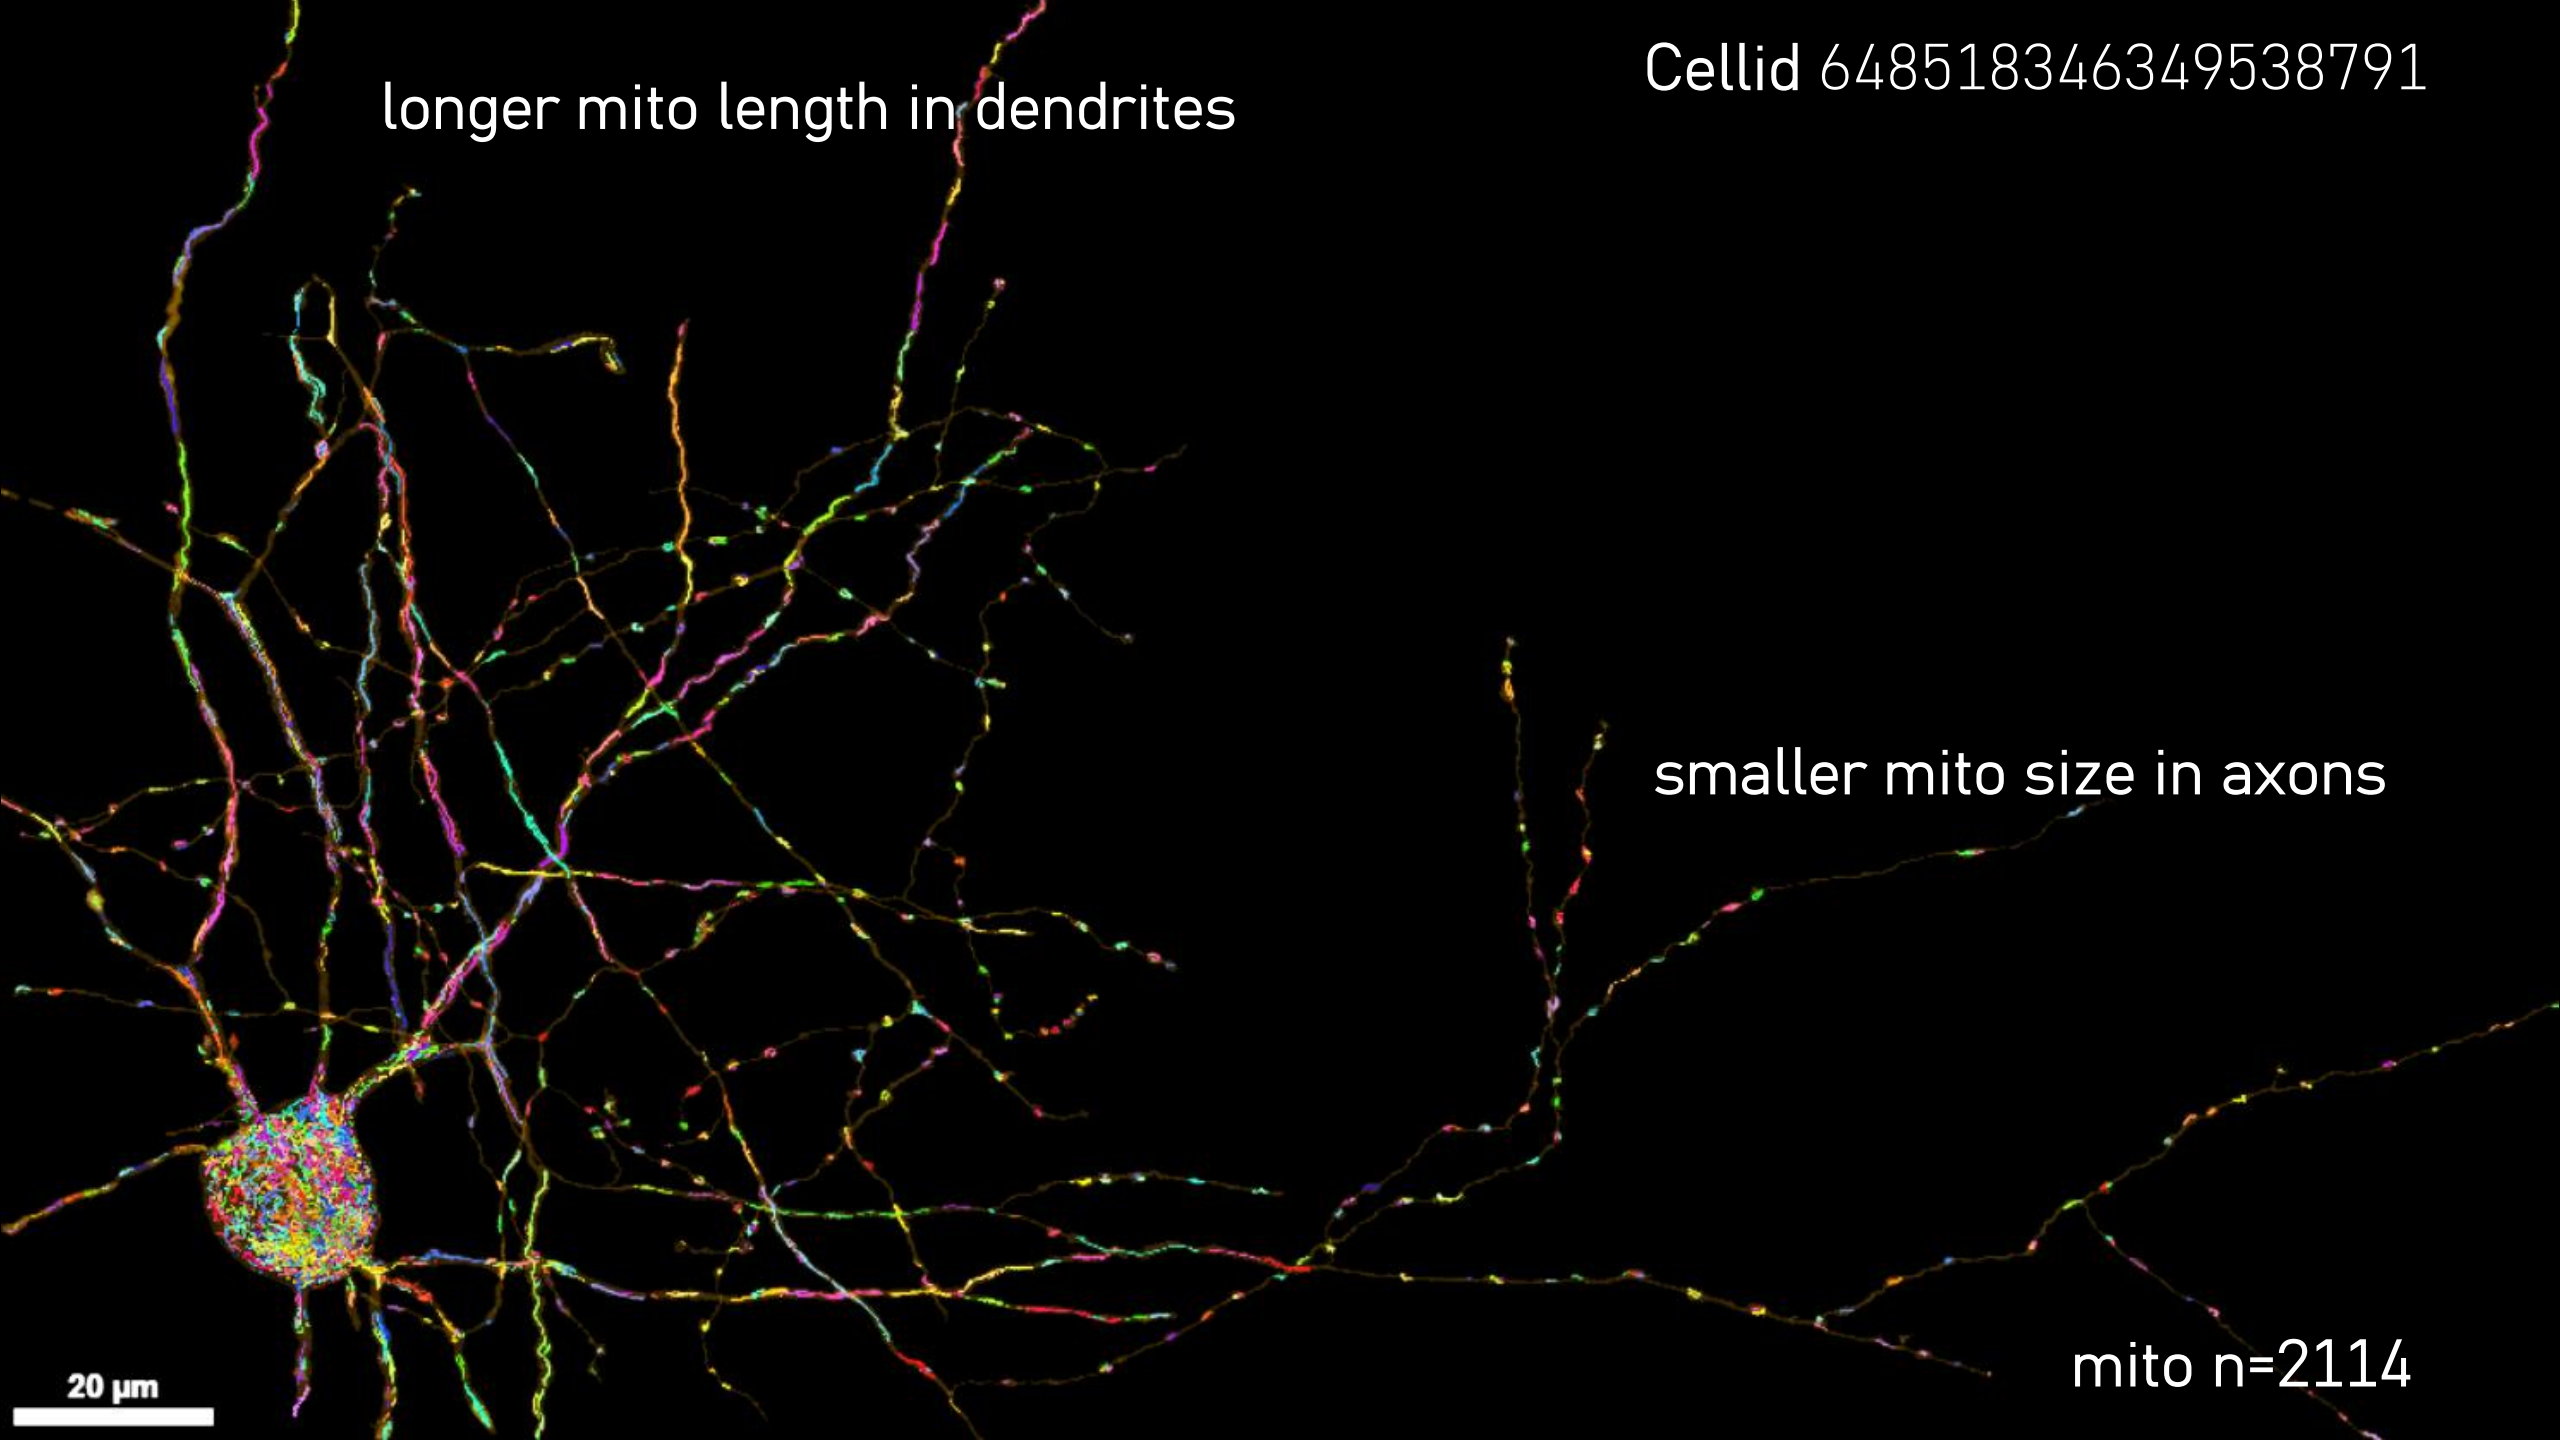 longer mito length in dendrites
Cellid 648518346349538791
smaller mito size in axons
mito n=2114
20 µm